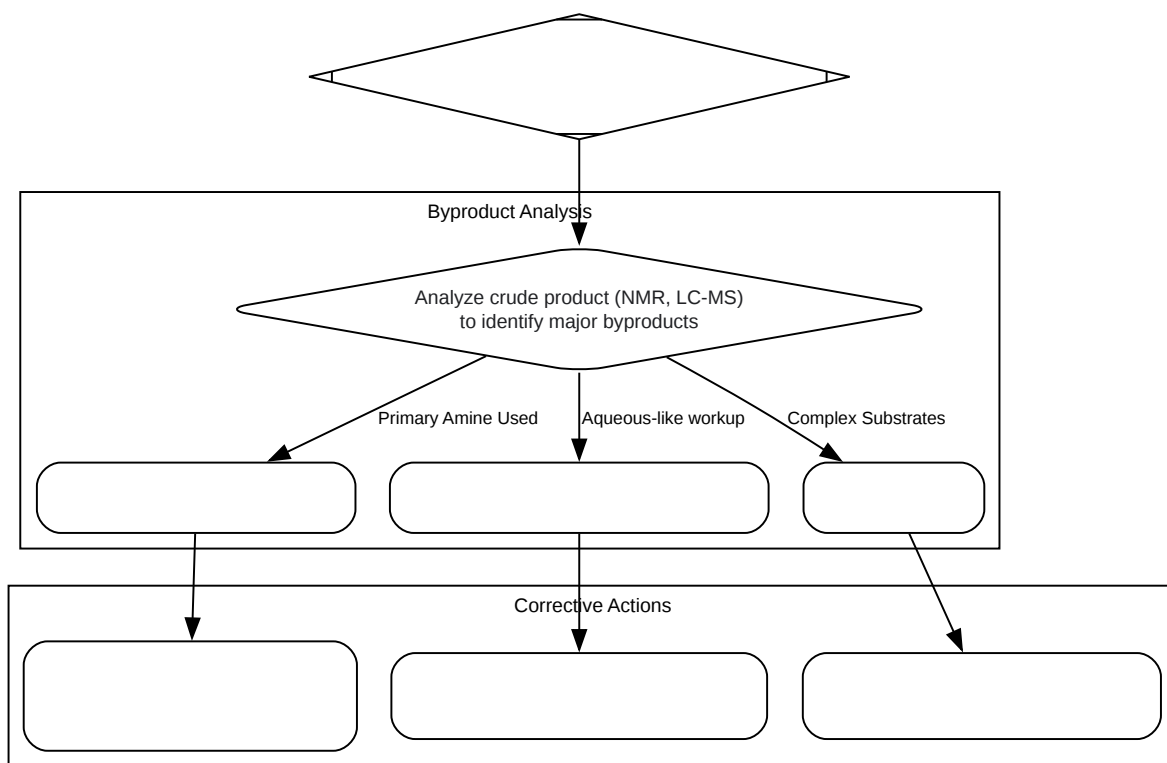 Byproduct Analysis
Analyze crude product (NMR, LC-MS)
to identify major byproducts
Primary Amine Used
Aqueous-like workup
Complex Substrates
Corrective Actions